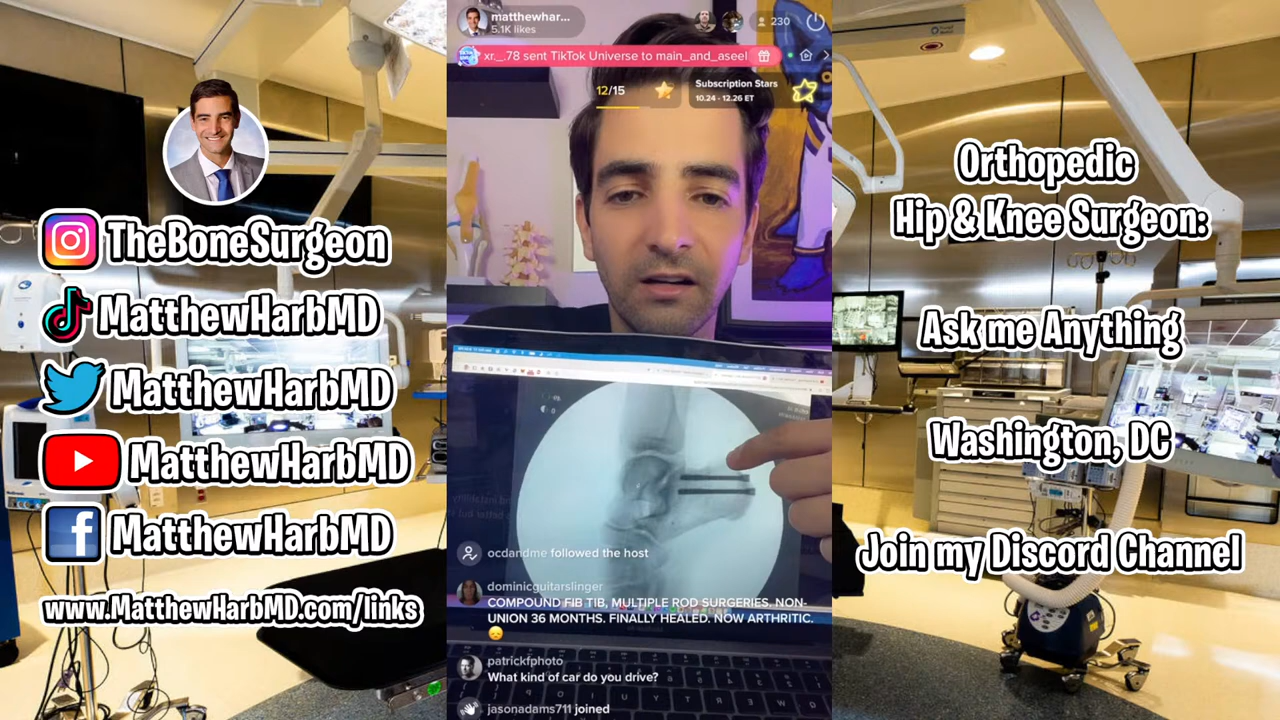 TheBoneSurgeon
MatthewHarbMD
MatthewHarbMD
MatthewHarbMD
MatthewHarbMD
www.MatthewHarbMD.com/links
matthewhar...
5.1K likes
230
xr._.78 sent TikTok Universe to main_and_aseel
12/15
Subscription Stars
10.24 - 12.26 ET
ocdandme followed the host
dominicguitarslinger
COMPOUND FIB TIB, MULTIPLE ROD SURGERIES. NON-
UNION 36 MONTHS. FINALLY HEALED. NOW ARTHRITIC.
patrickfphoto
What kind of car do you drive?
jasonadams711 joined
Orthopedic
Hip & Knee Surgeon:
Ask me Anything
Washington, DC
Join my Discord Channel